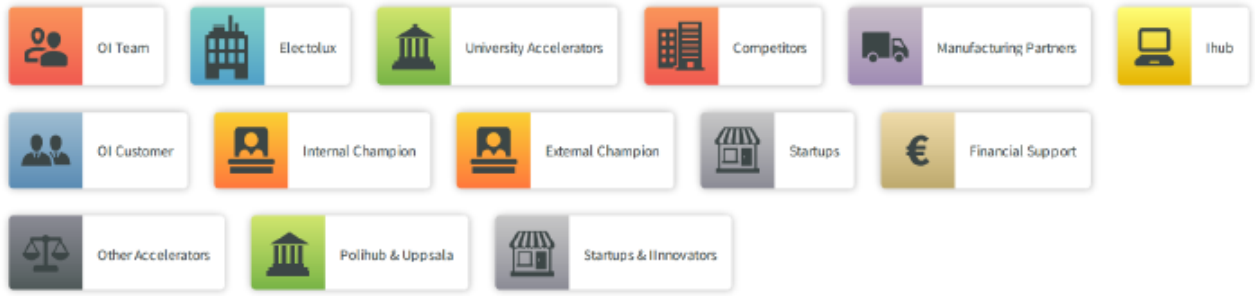 OI Team
Electolux
University Accelerators
Competitors
Manufacturing Partners
Ihub
OI Customer
Internal Champion
External Champion
Startups
€
Financial Support
Other Accelerators
Polihub & Uppsala
Startups & IInnovators